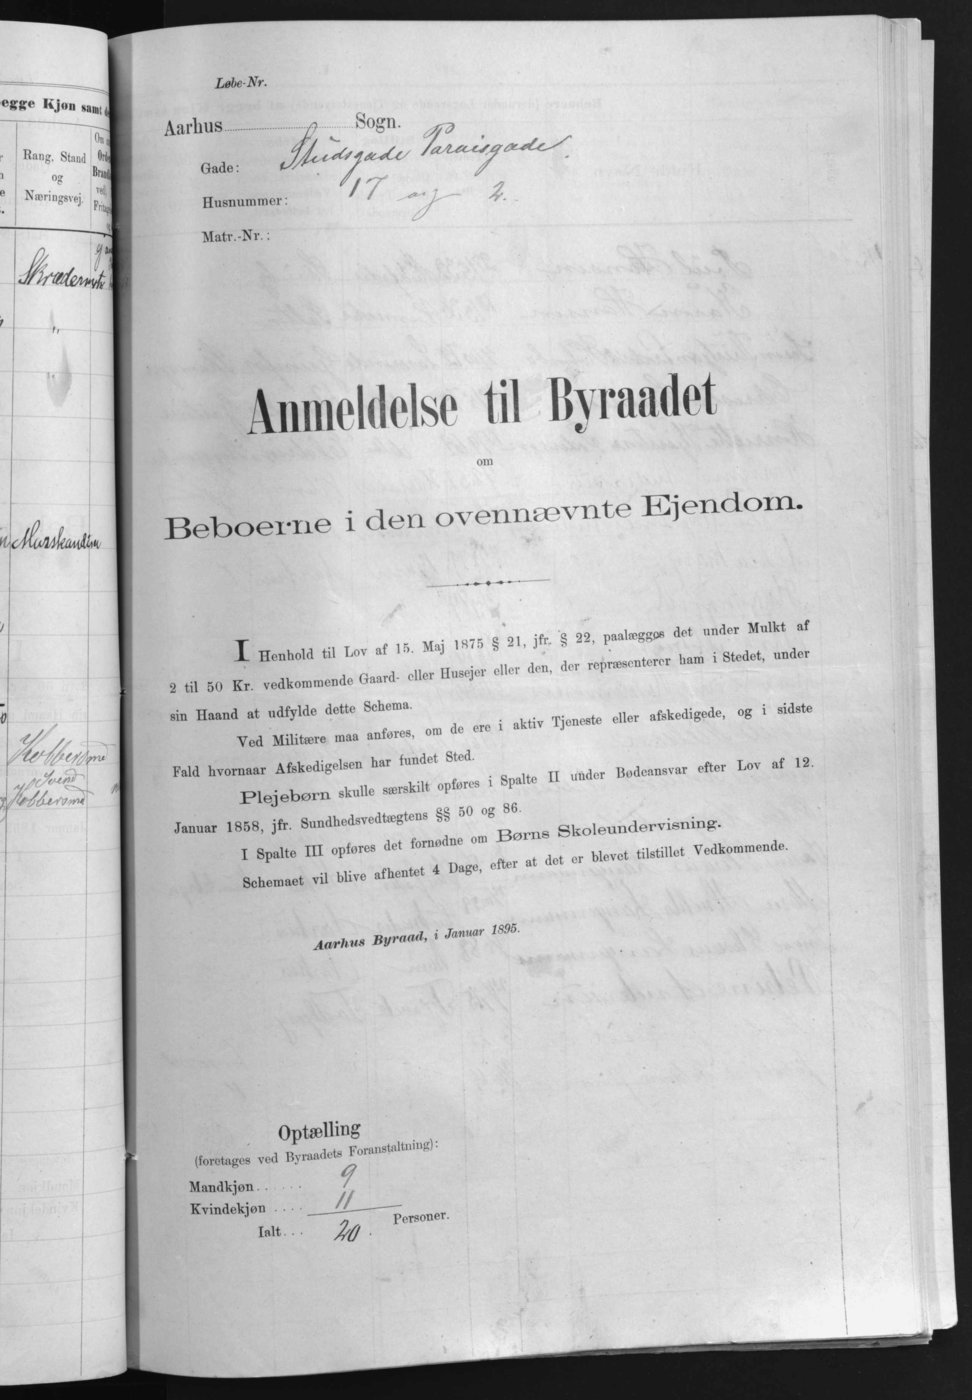 egge Kjøn samt de
Rang, Stand
og
Næringsvej.
Skrædermstr
"
Marskandiser
Kobbersme
Svend
Kobbersmed
Løbe-Nr.
Aarhus Sogn.
Gade: Studsgade Paraisgade.
Husnummer: 17 og 2.
Matr.-Nr.:
Anmeldelse til Byraadet
om
Beboerne i den ovennævnte Ejendom.
I Henhold til Lov af 15. Maj 1875 § 21, jfr. § 22, paalægges det under Mulkt af
2 til 50 Kr. vedkommende Gaard- eller Husejer eller den, der repræsenterer ham i Stedet, under
sin Haand at udfylde dette Schema.
Ved Militære maa anføres, om de ere i aktiv Tjeneste eller afskedigede, og i sidste
Fald hvornaar Afskedigelsen har fundet Sted.
Plejebørn skulle særskilt opføres i Spalte II under Bødeansvar efter Lov af 12.
Januar 1858, jfr. Sundhedsvedtægtens §§ 50 og 86.
I Spalte III opføres det fornødne om Børns Skoleundervisning.
Schemaet vil blive afhentet 4 Dage, efter at det er blevet tilstillet Vedkommende.
Aarhus Byraad, i Januar 1895.
Optælling
(foretages ved Byraadets Foranstaltning):
Mandkjøn...... 9
Kvindekjøn .... 11
Ialt... 20. Personer.